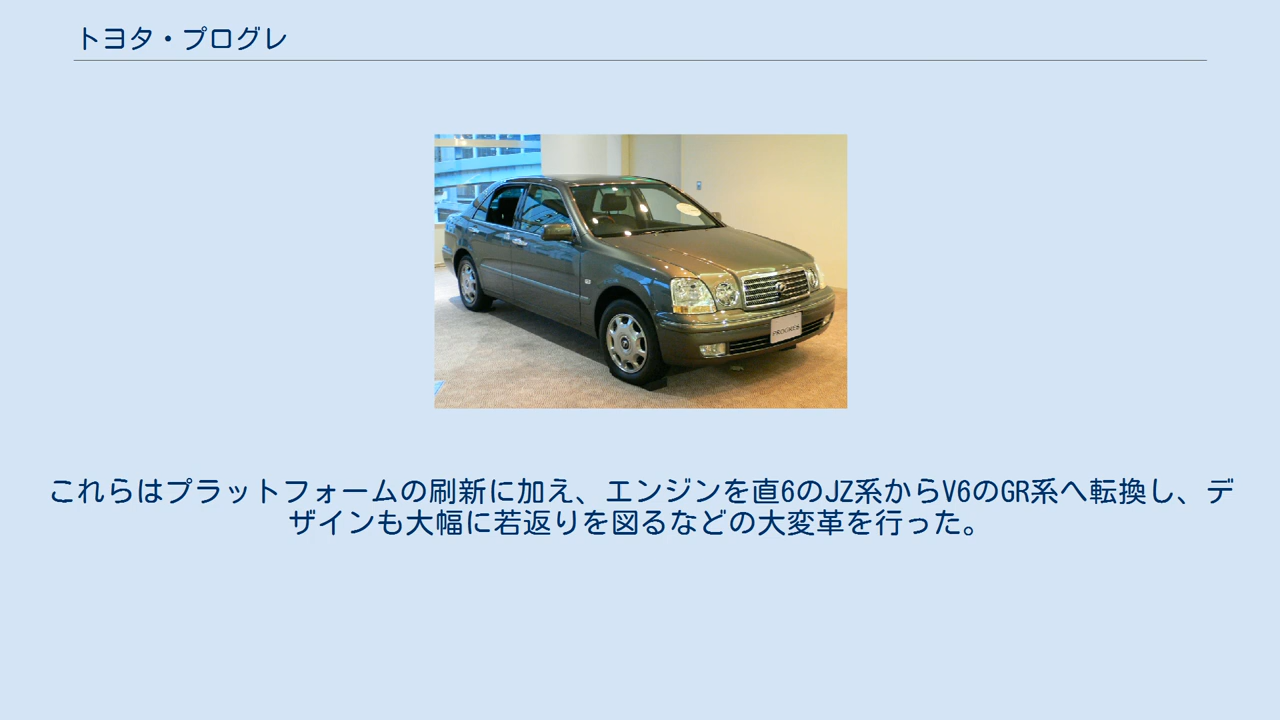 トヨタ・プログレ
PROGRES
これらはプラットフォームの刷新に加え、エンジンを直6のJZ系からV6のGR系へ転換し、デ
ザインも大幅に若返りを図るなどの大変革を行った。